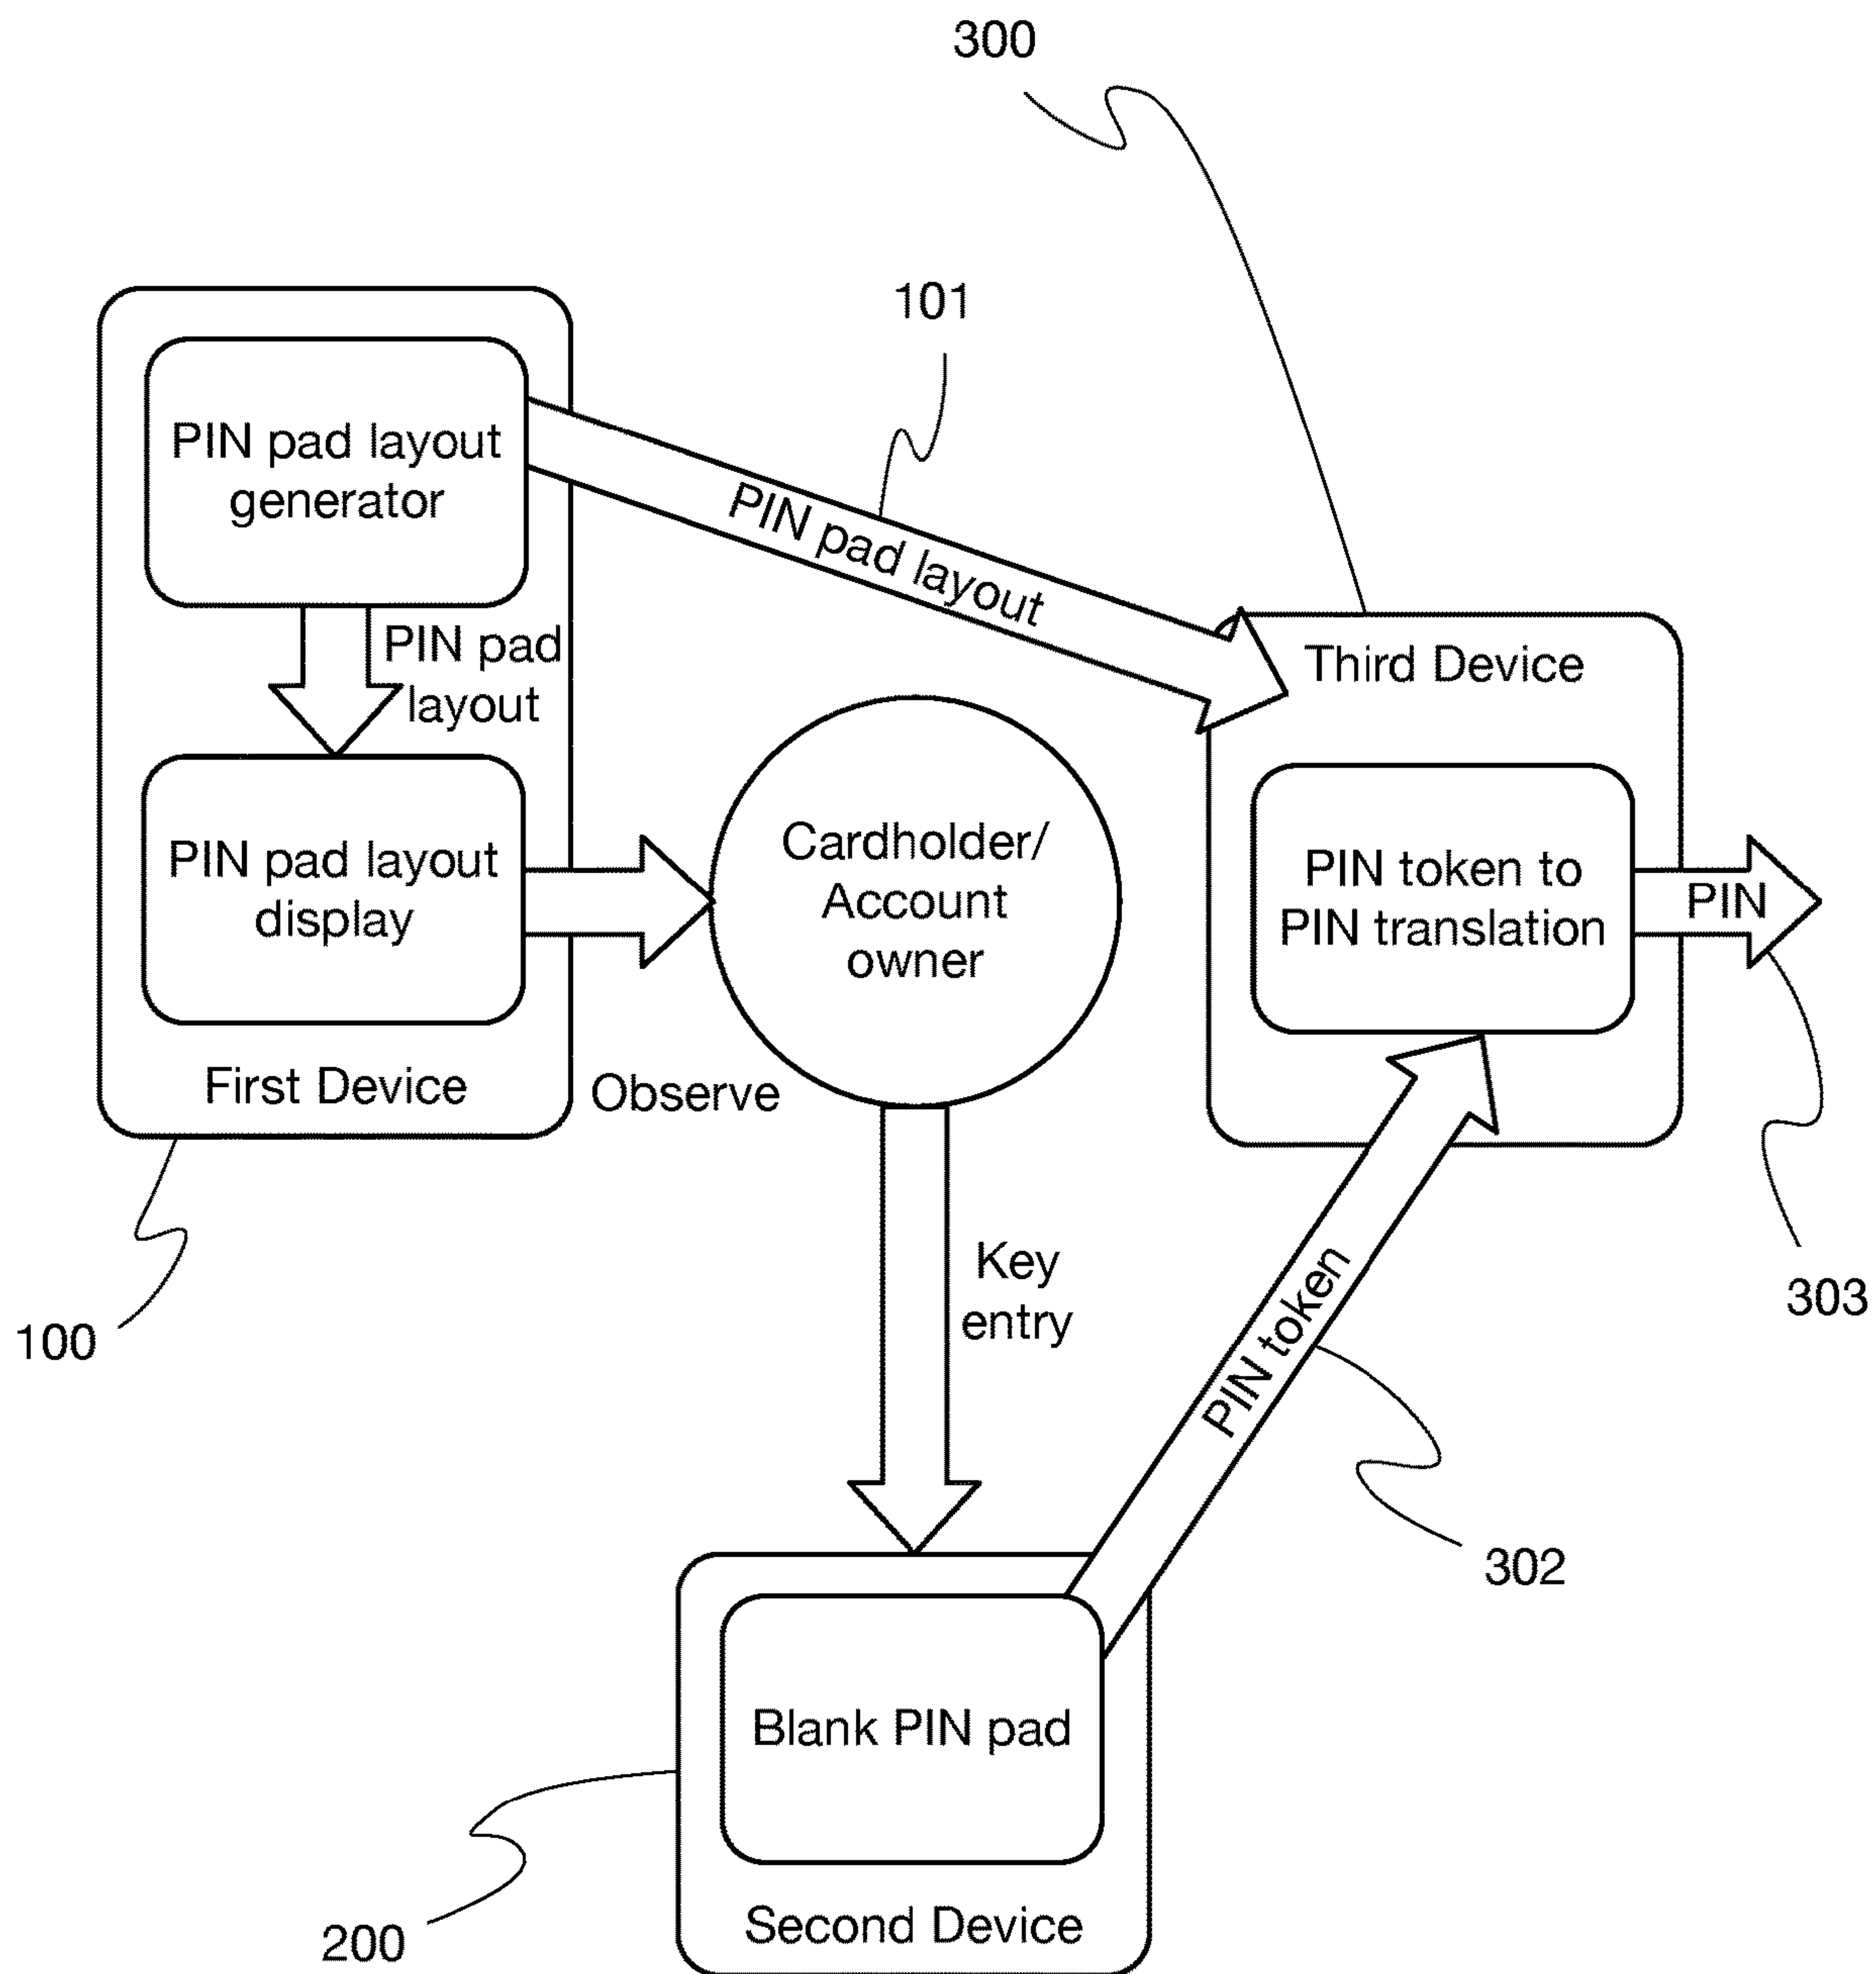 300
101
PIN pad layout
generator
PIN pad layout
PIN pad
layout
Third Device
PIN pad layout
display
Cardholder/
Account
owner
PIN token to
PIN translation
PIN
First Device
Observe
Key
entry
303
100
PIN token
302
Blank PIN pad
200
Second Device